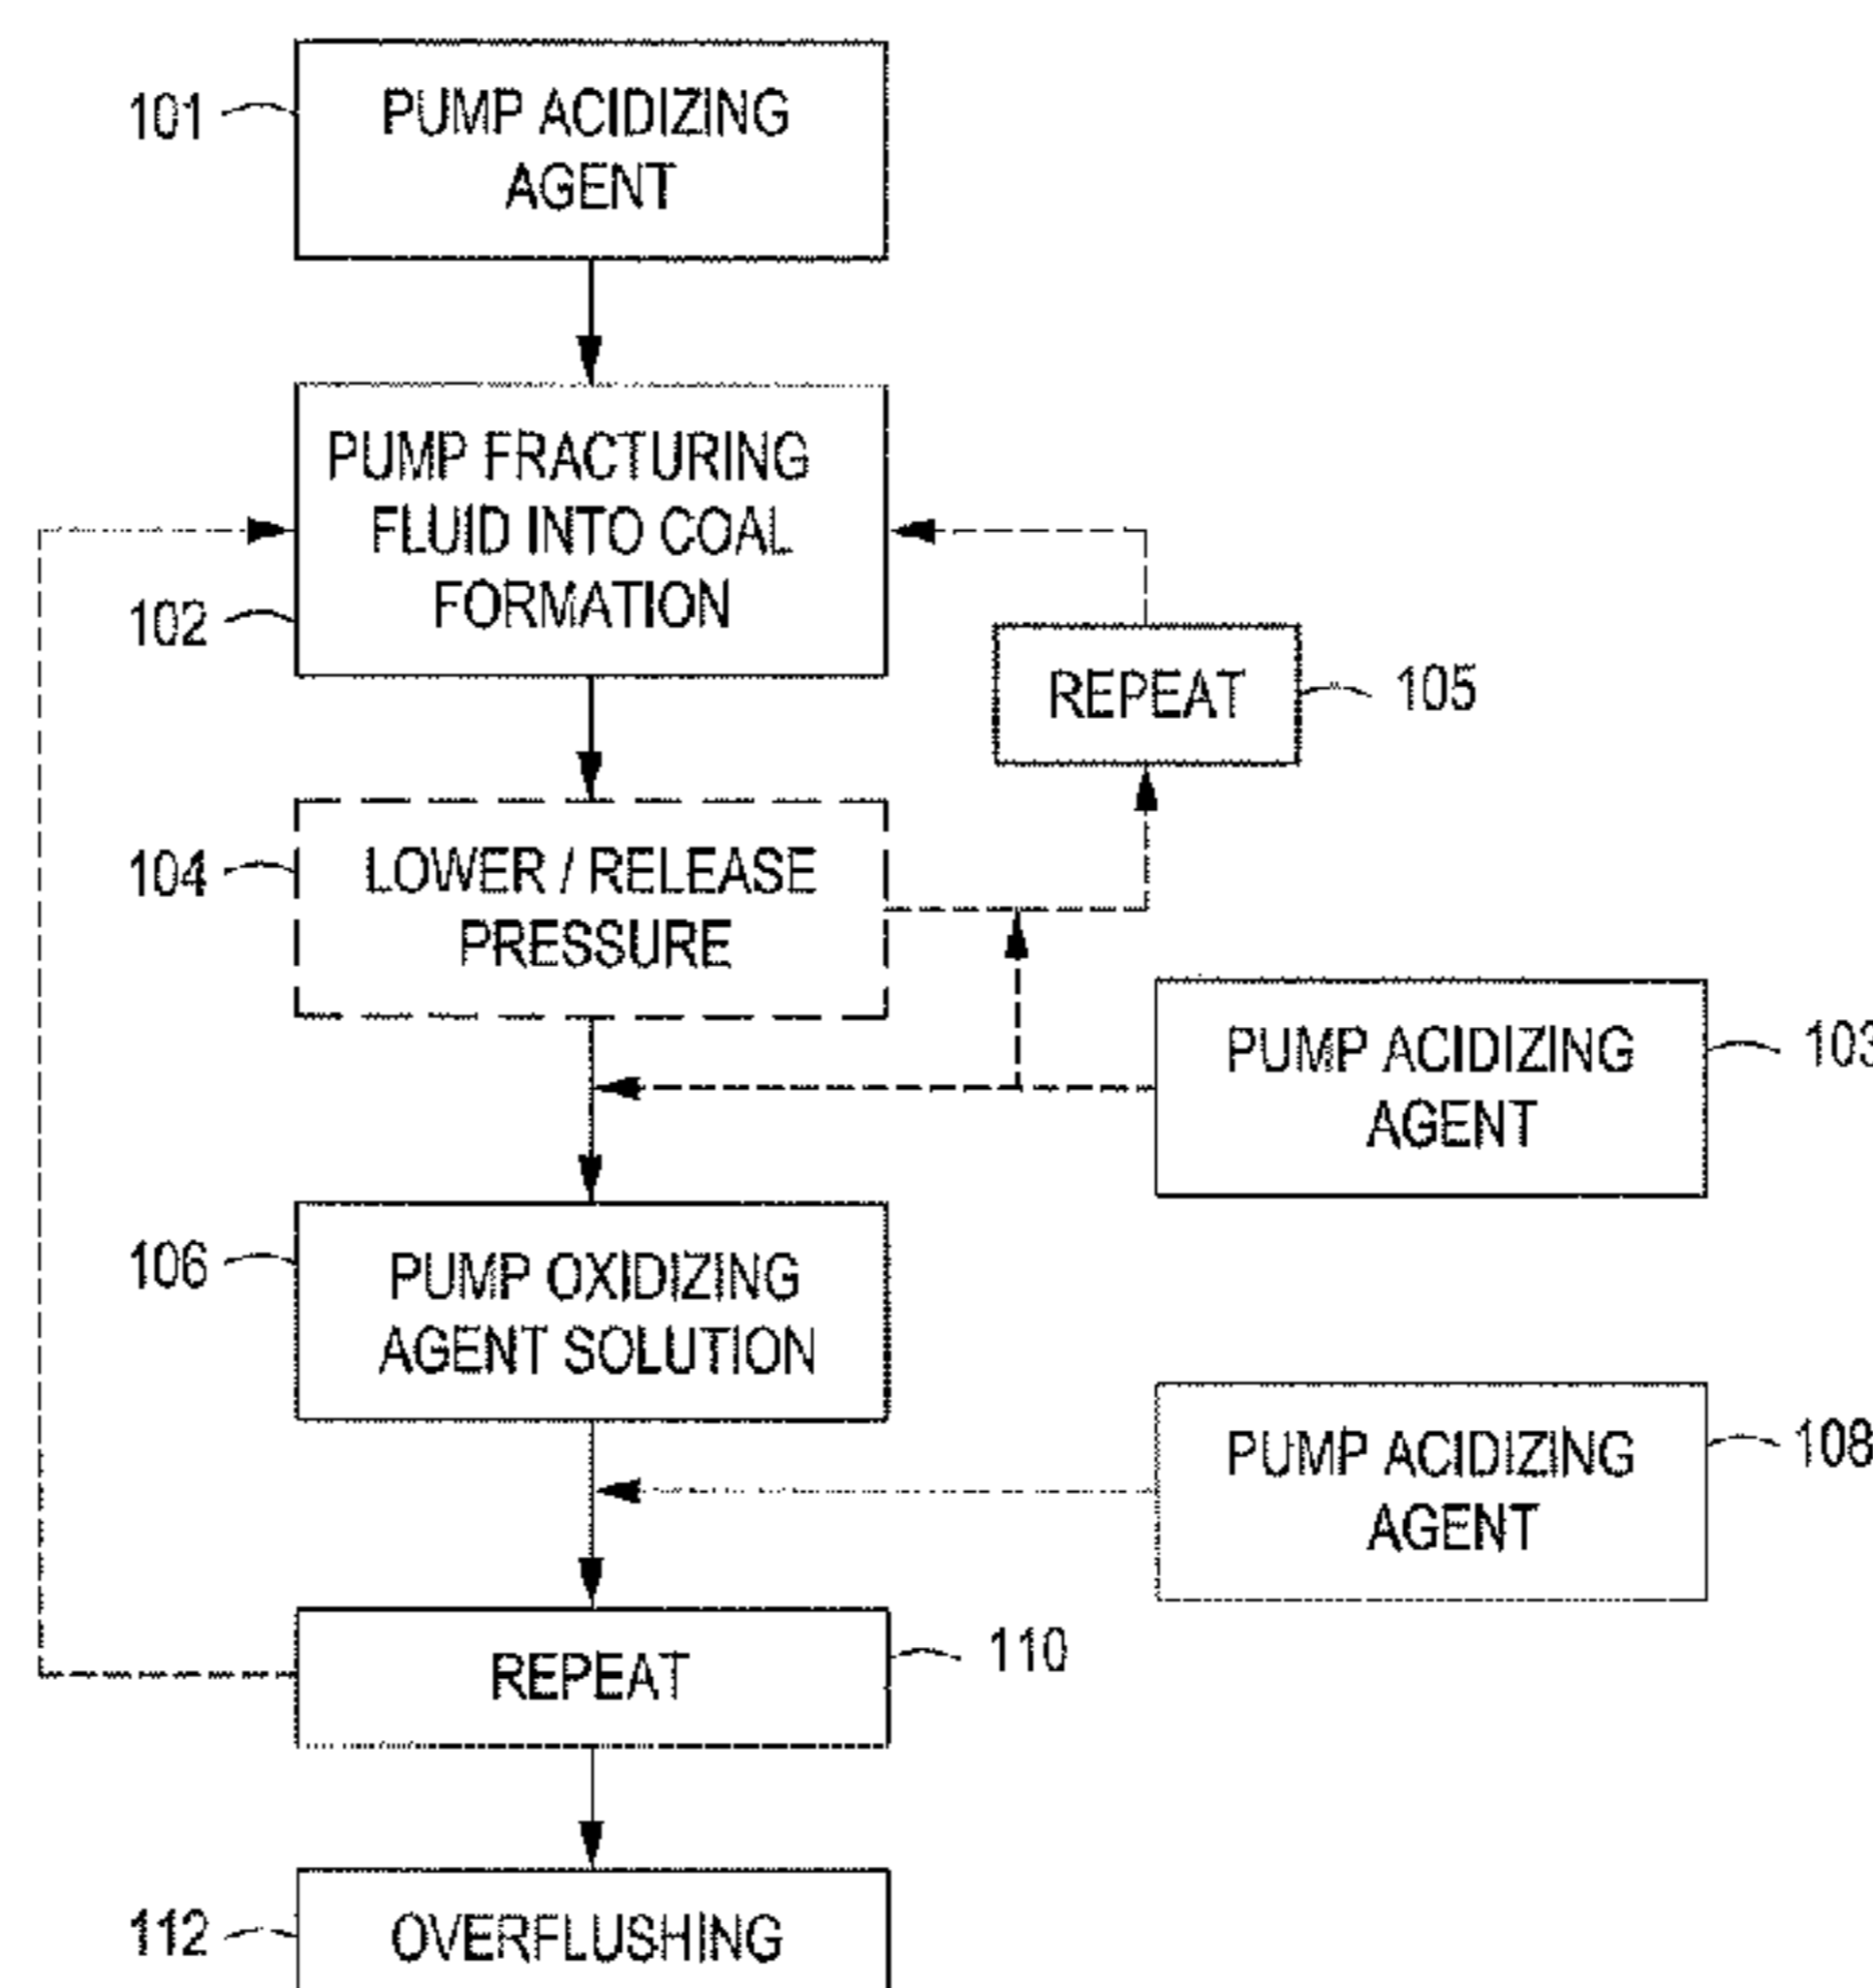 101
PUMP ACIDIZING
AGENT
PUMP FRACTURING
FLUID INTO COAL
FORMATION
102
REPEAT
105
104
LOWER / RELEASE
PRESSURE
PUMP ACIDIZING
AGENT
103
106
PUMP OXIDIZING
AGENT SOLUTION
PUMP ACIDIZING
AGENT
108
REPEAT
110
112
OVERFLUSHING